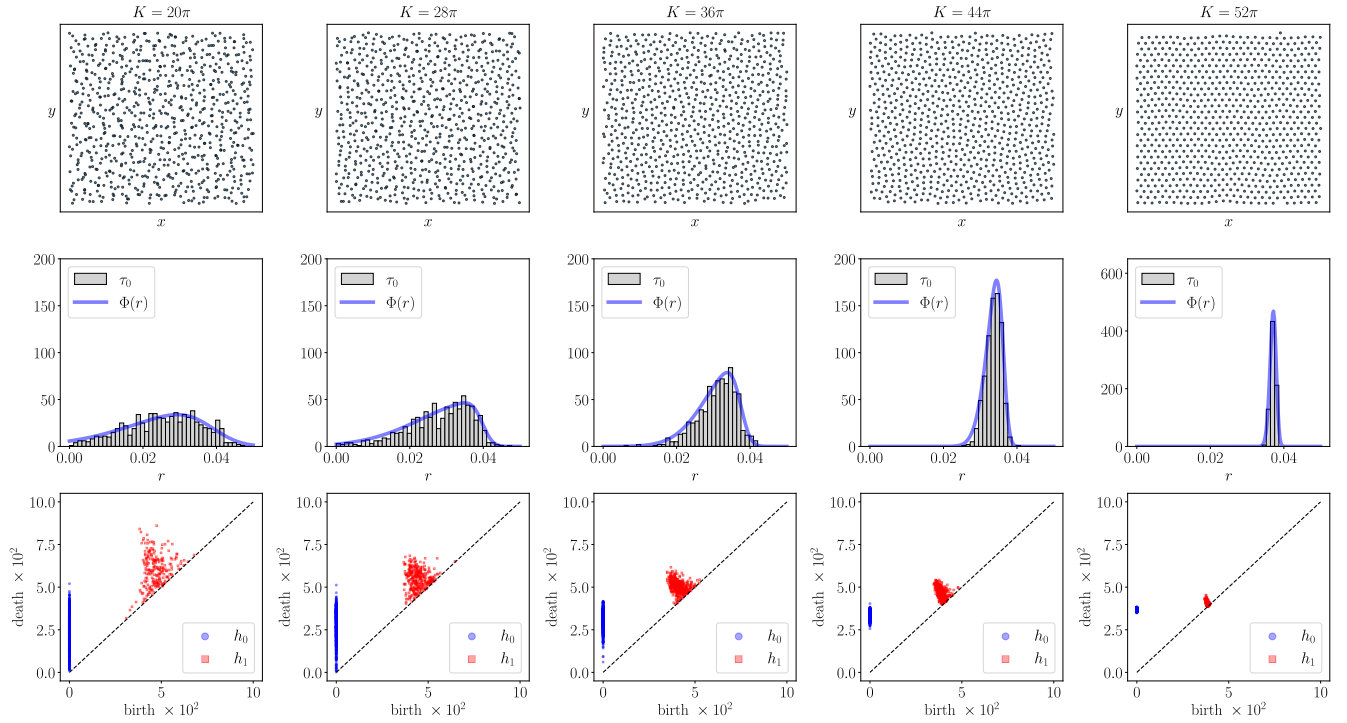 K = 20π
K = 28π
K = 36π
K = 44π
K = 52π
y
y
y
y
y
x
x
x
x
x
200
150
100
50
0
0.00 0.02 0.04
r
τ₀
Φ(r)
200
150
100
50
0
0.00 0.02 0.04
r
τ₀
Φ(r)
200
150
100
50
0
0.00 0.02 0.04
r
τ₀
Φ(r)
200
150
100
50
0
0.00 0.02 0.04
r
τ₀
Φ(r)
600
400
200
0
0.00 0.02 0.04
r
τ₀
Φ(r)
death × 10²
10.0
7.5
5.0
2.5
0.0
0 5 10
birth × 10²
h₀
h₁
death × 10²
10.0
7.5
5.0
2.5
0.0
0 5 10
birth × 10²
h₀
h₁
death × 10²
10.0
7.5
5.0
2.5
0.0
0 5 10
birth × 10²
h₀
h₁
death × 10²
10.0
7.5
5.0
2.5
0.0
0 5 10
birth × 10²
h₀
h₁
death × 10²
10.0
7.5
5.0
2.5
0.0
0 5 10
birth × 10²
h₀
h₁